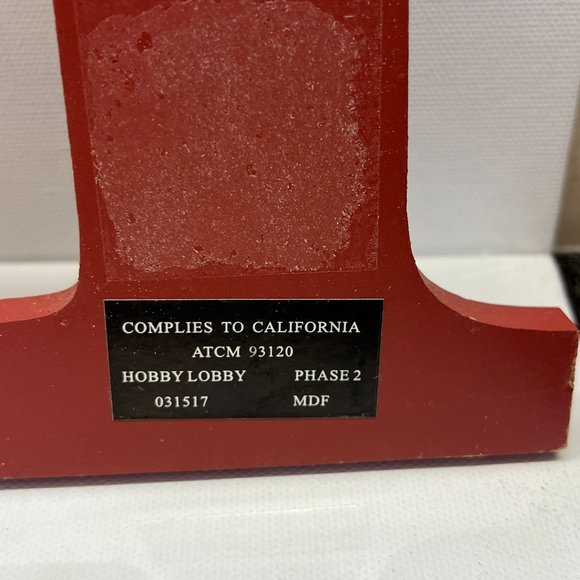 COMPLIES TO CALIFORNIA
ATCM 93120
HOBBY LOBBY PHASE 2
031517 MDF